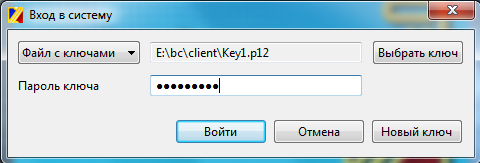 Вход в систему
Файл с ключами E:\bc\client\Key1.p12 Выбрать ключ
Пароль ключа ●●●●●●●●●
Войти Отмена Новый ключ